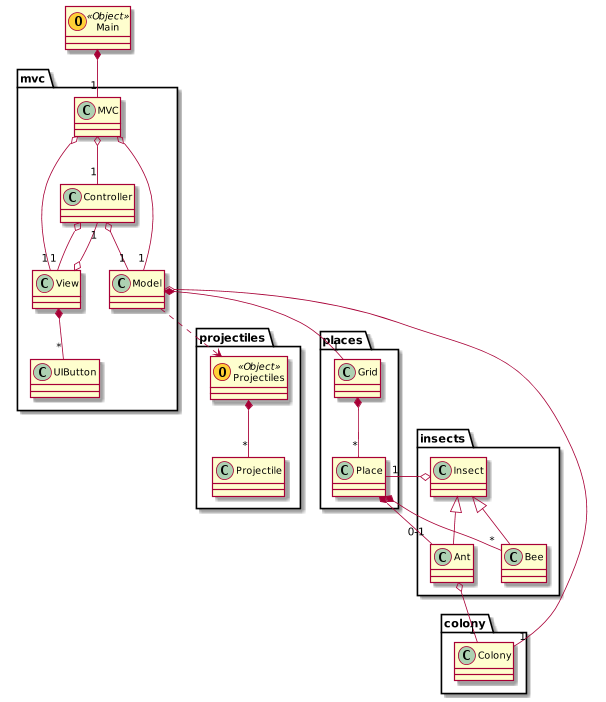 O «Object»
Main
1
mvc
C MVC
1
C Controller
1 1 1 1 1
C View
C Model
*
C UIButton
projectiles
O «Object»
Projectiles
*
C Projectile
places
C Grid
*
C Place
1
insects
C Insect
0-1
*
C Ant
C Bee
colony
1
C Colony